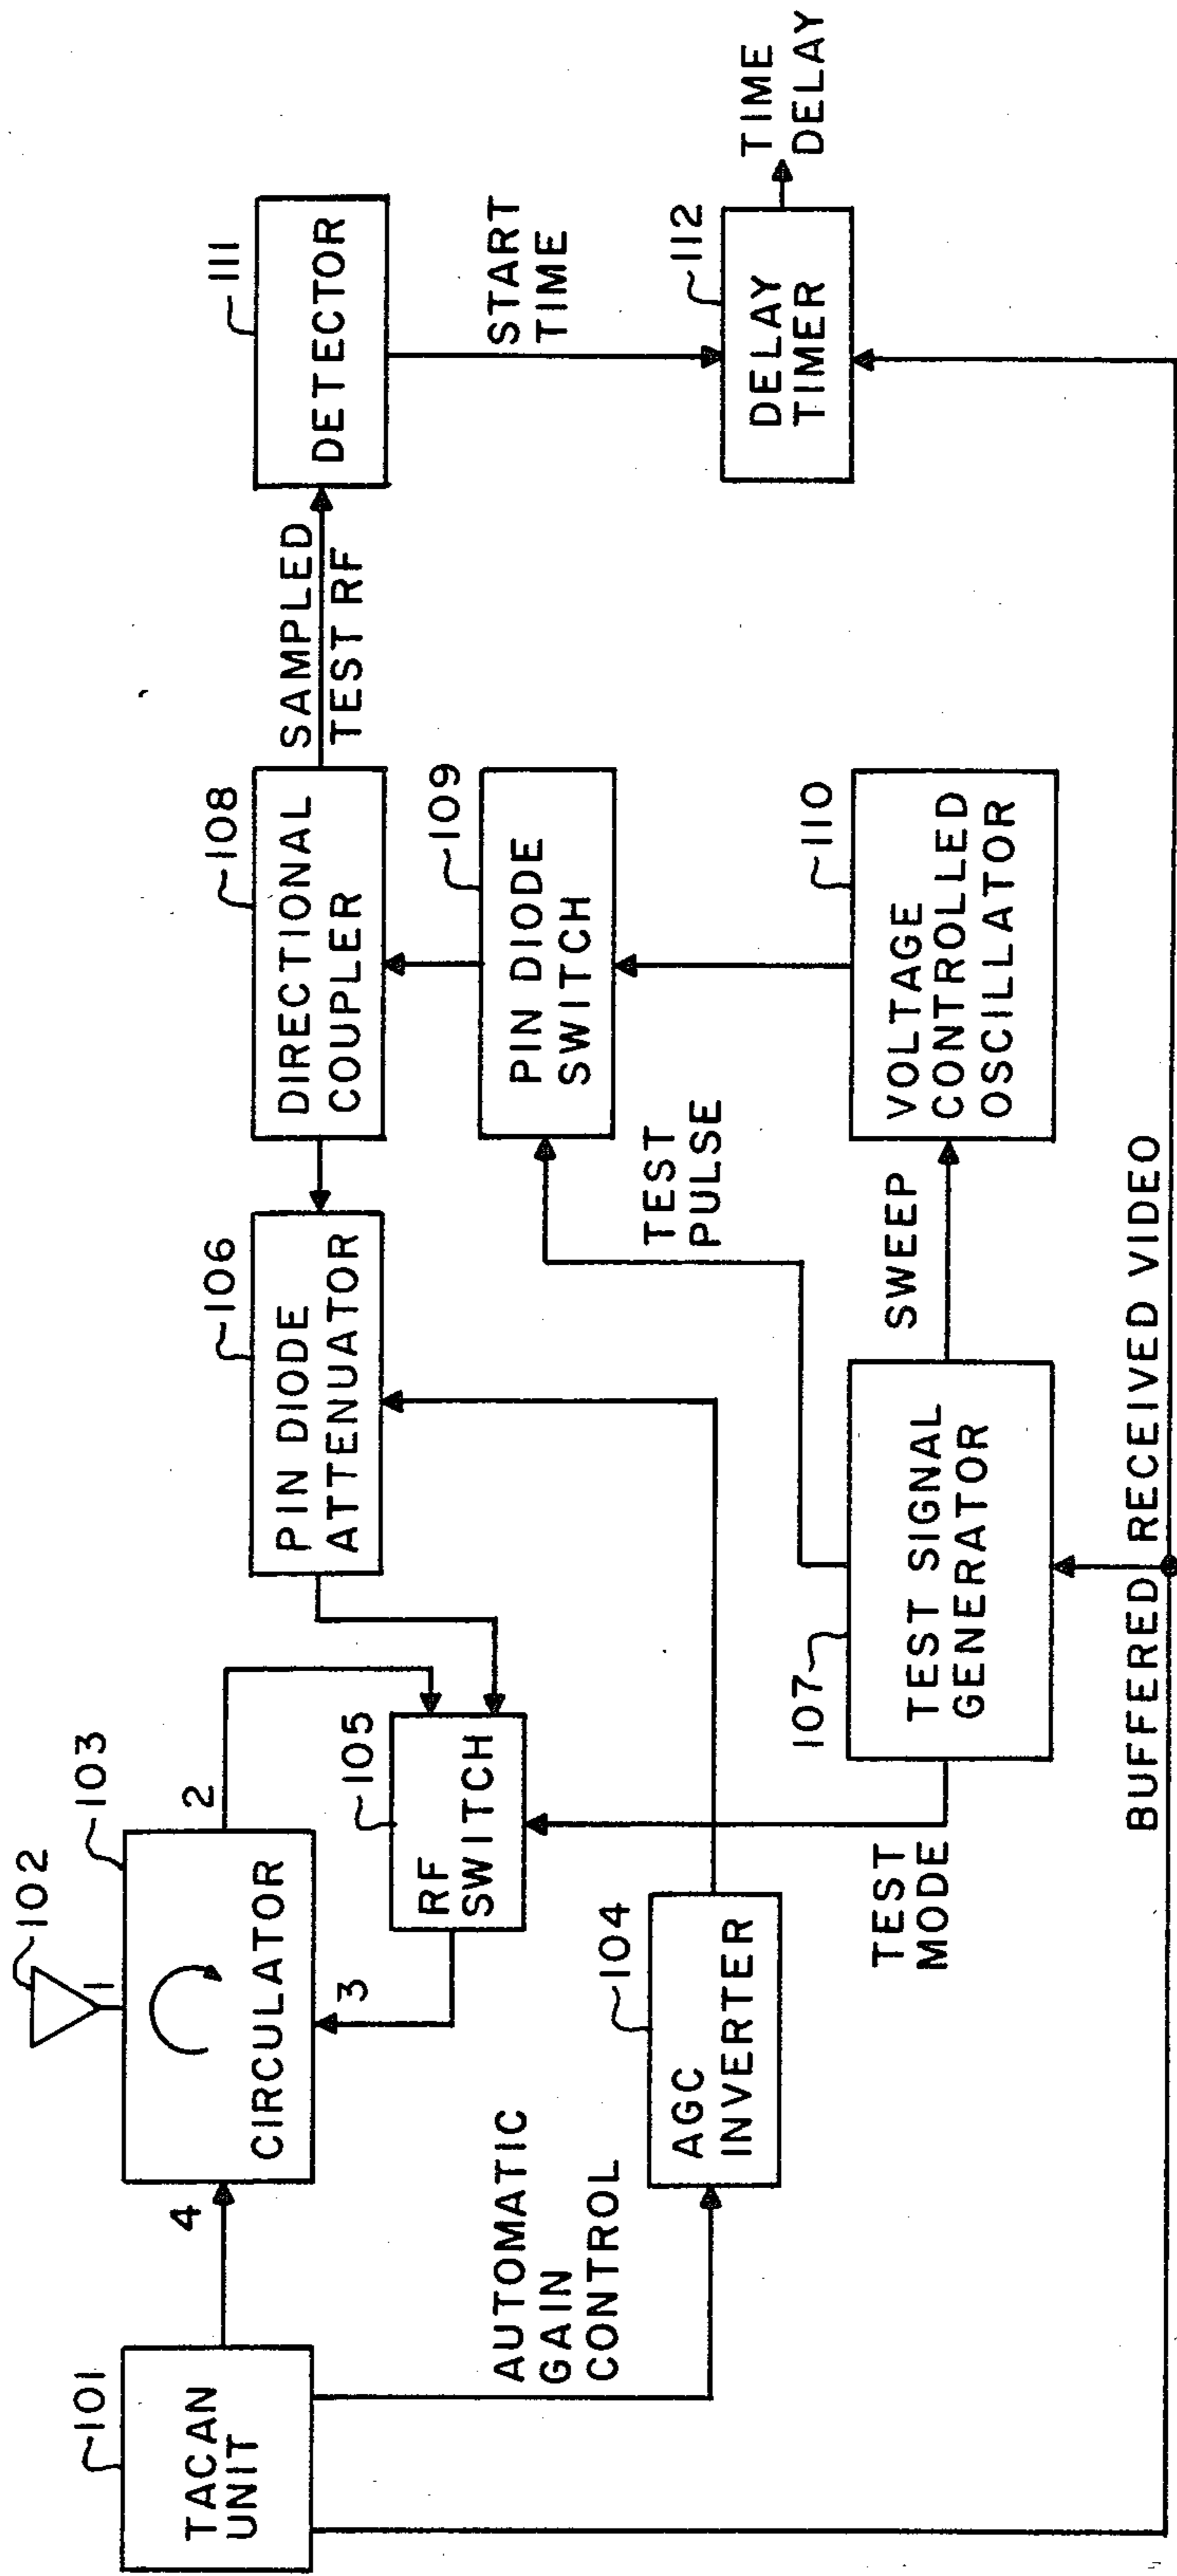 101
TACAN
UNIT
4
102
1
103
CIRCULATOR
2
3
105
RF
SWITCH
106
PIN DIODE
ATTENUATOR
108
DIRECTIONAL
COUPLER
SAMPLED
TEST RF
111
DETECTOR
START
TIME
109
PIN DIODE
SWITCH
TEST
PULSE
AUTOMATIC
GAIN
CONTROL
104
AGC
INVERTER
TEST
MODE
107
TEST SIGNAL
GENERATOR
SWEEP
110
VOLTAGE
CONTROLLED
OSCILLATOR
112
DELAY
TIMER
TIME
DELAY
BUFFERED RECEIVED VIDEO